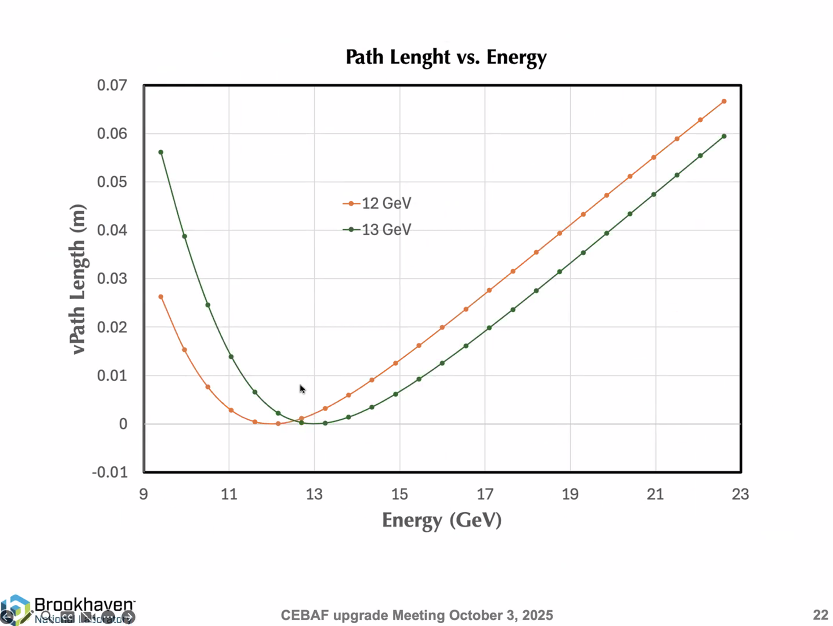 Path Lenght vs. Energy
0.07
0.06
0.05
0.04
0.03
0.02
0.01
0
-0.01
vPath Length (m)
12 GeV
13 GeV
9 11 13 15 17 19 21 23
Energy (GeV)
Brookhaven
National Laboratory
CEBAF upgrade Meeting October 3, 2025
22